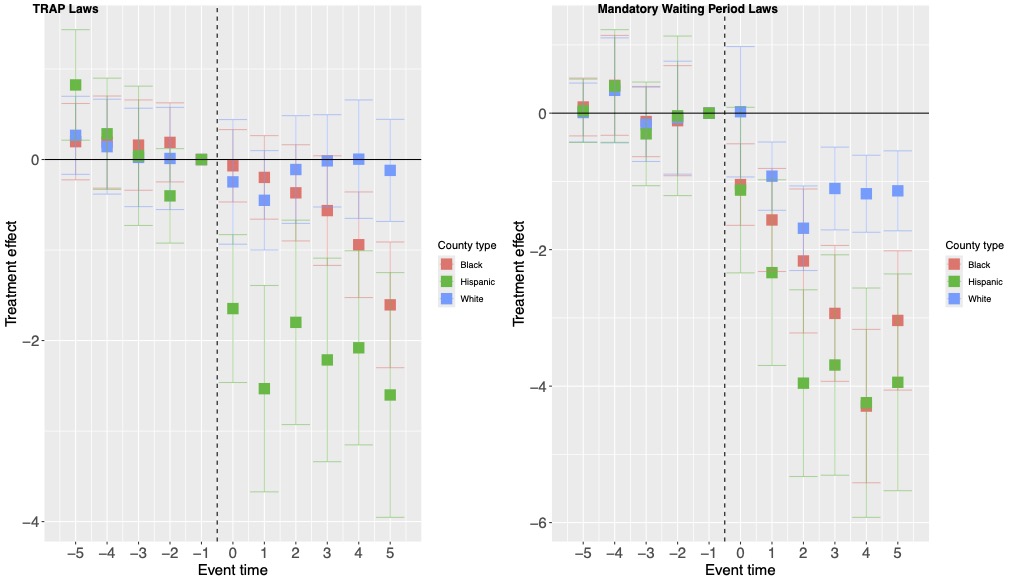 TRAP Laws
Treatment effect
0
−2
−4
−5 −4 −3 −2 −1 0 1 2 3 4 5
Event time
County type
Black
Hispanic
White
Mandatory Waiting Period Laws
Treatment effect
0
−2
−4
−6
−5 −4 −3 −2 −1 0 1 2 3 4 5
Event time
County type
Black
Hispanic
White